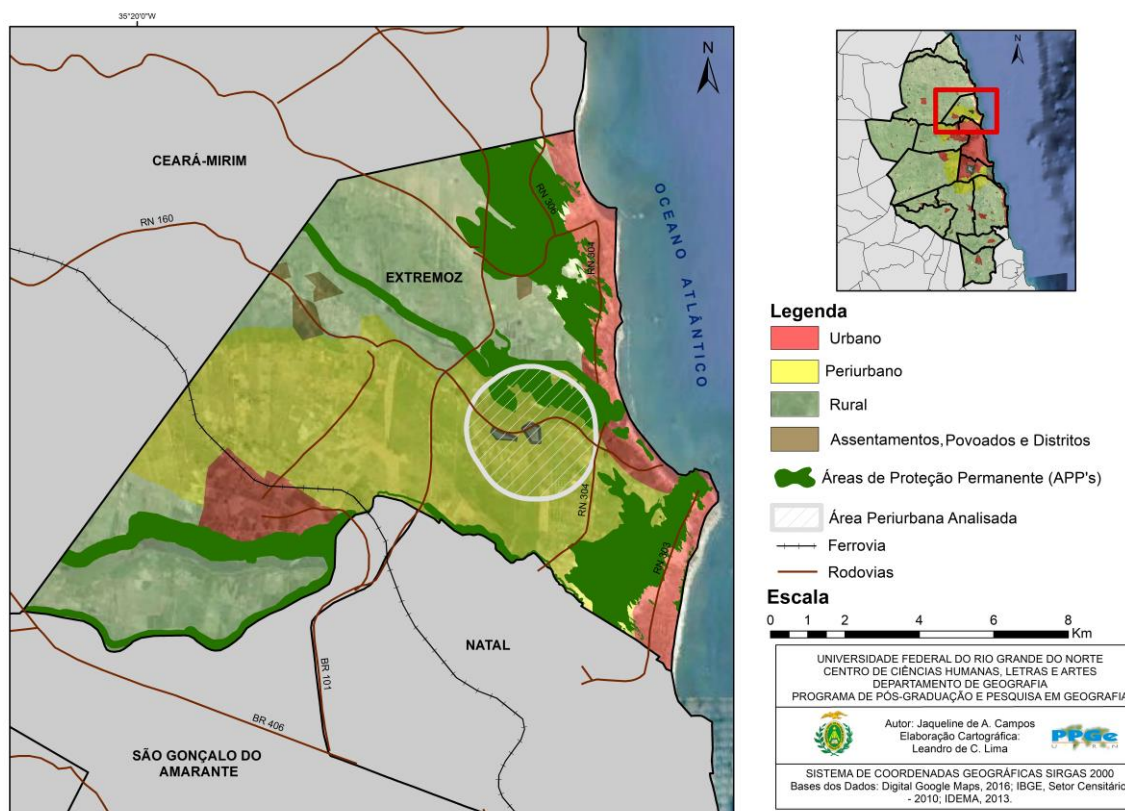 35°20'0"W
N
CEARÁ-MIRIM
RN 160
EXTREMOZ
RN 306
RN 304
OCEANO ATLÂNTICO
RN 304
RN 303
NATAL
BR 101
BR 406
SÃO GONÇALO DO
AMARANTE
N
Legenda
Urbano
Periurbano
Rural
Assentamentos, Povoados e Distritos
Áreas de Proteção Permanente (APP's)
Área Periurbana Analisada
Ferrovia
Rodovias
Escala
0 2 4 6 8
Km
UNIVERSIDADE FEDERAL DO RIO GRANDE DO NORTE
CENTRO DE CIÊNCIAS HUMANAS, LETRAS E ARTES
DEPARTAMENTO DE GEOGRAFIA
PROGRAMA DE PÓS-GRADUAÇÃO E PESQUISA EM GEOGRAFIA
Autor: Jaqueline de A. Campos
Elaboração Cartográfica:
Leandro de C. Lima
PPGe
U F R N
SISTEMA DE COORDENADAS GEOGRÁFICAS SIRGAS 2000
Bases dos Dados: Digital Google Maps, 2016; IBGE, Setor Censitário
- 2010; IDEMA, 2013.